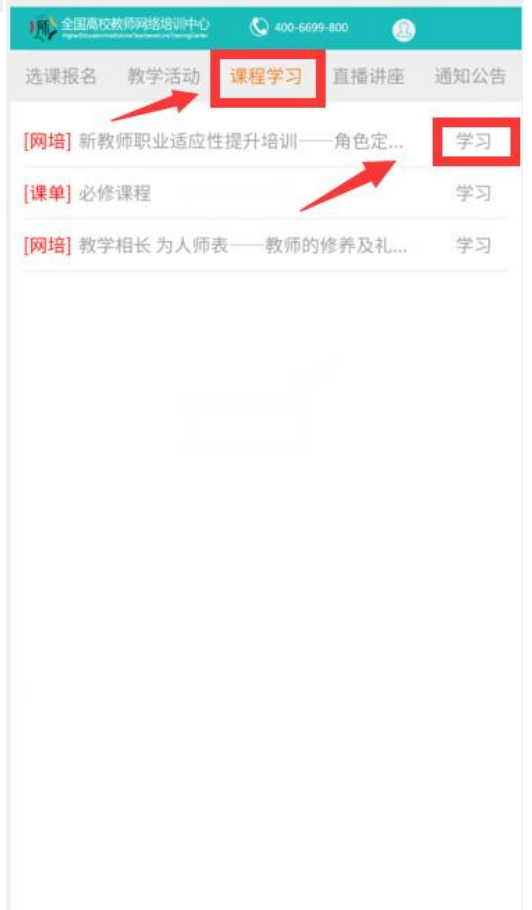 全国高校教师网络培训中心 400-6699-800
选课报名 教学活动 课程学习 直播讲座 通知公告
[网培] 新教师职业适应性提升培训——角色定... 学习
[课单] 必修课程 学习
[网培] 教学相长 为人师表——教师的修养及礼... 学习